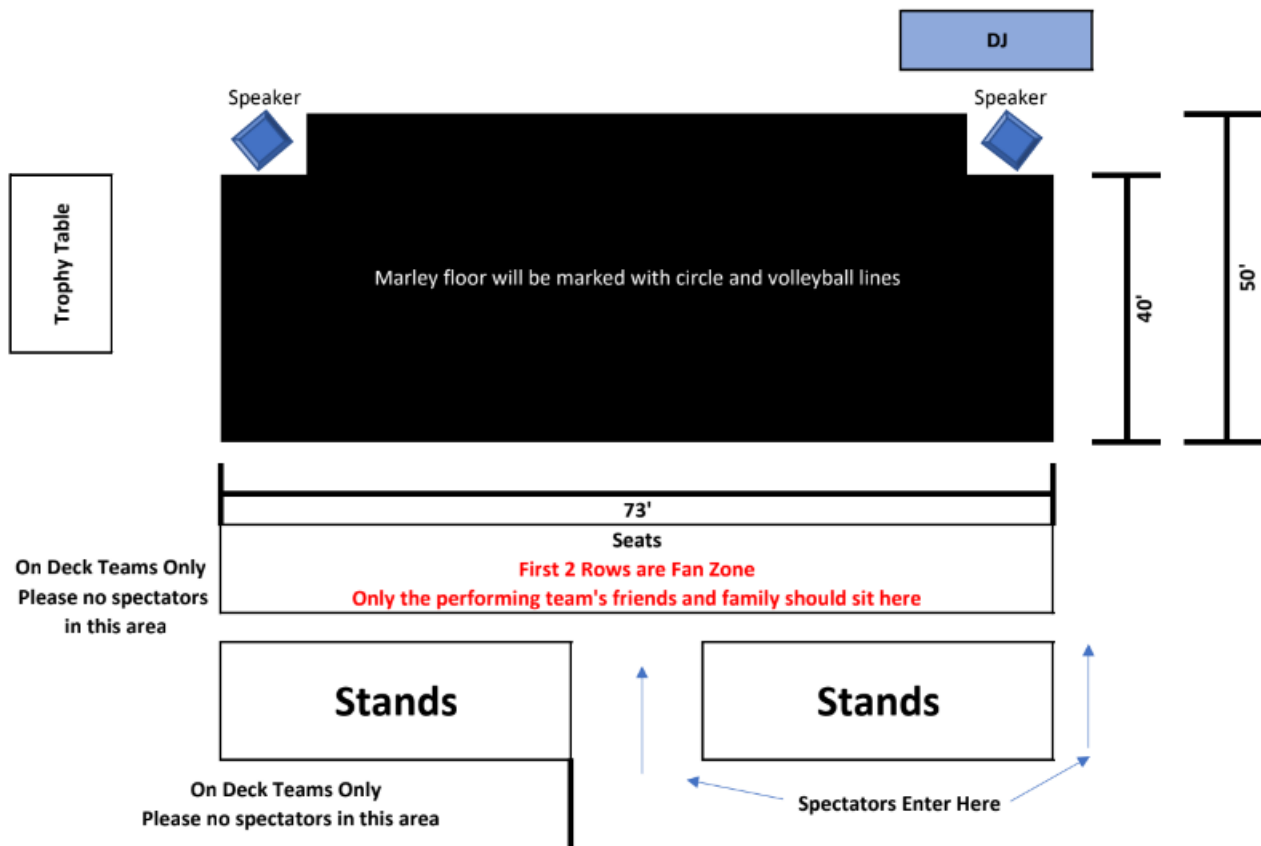 DJ
Speaker
Speaker
Trophy Table
Marley floor will be marked with circle and volleyball lines
40'
50'
73'
Seats
First 2 Rows are Fan Zone
Only the performing team's friends and family should sit here
On Deck Teams Only
Please no spectators
in this area
Stands
Stands
On Deck Teams Only
Please no spectators in this area
Spectators Enter Here